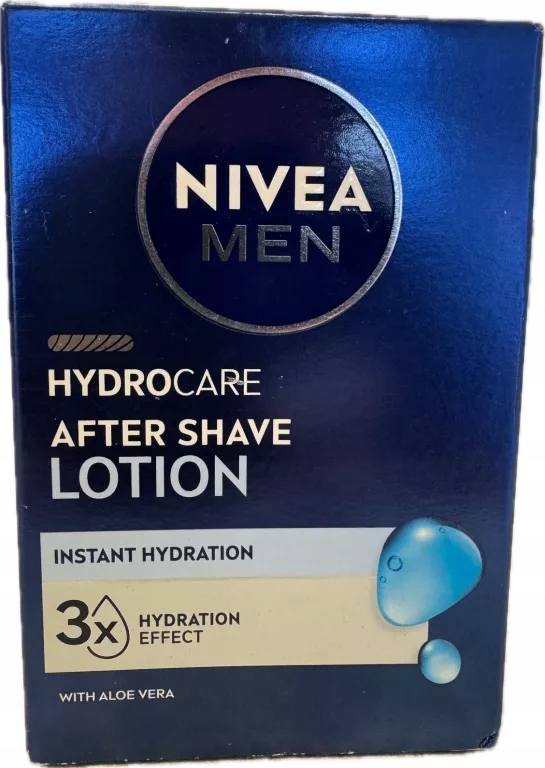 NIVEA
MEN
HYDROCARE
AFTER SHAVE
LOTION
INSTANT HYDRATION
3x
HYDRATION
EFFECT
WITH ALOE VERA